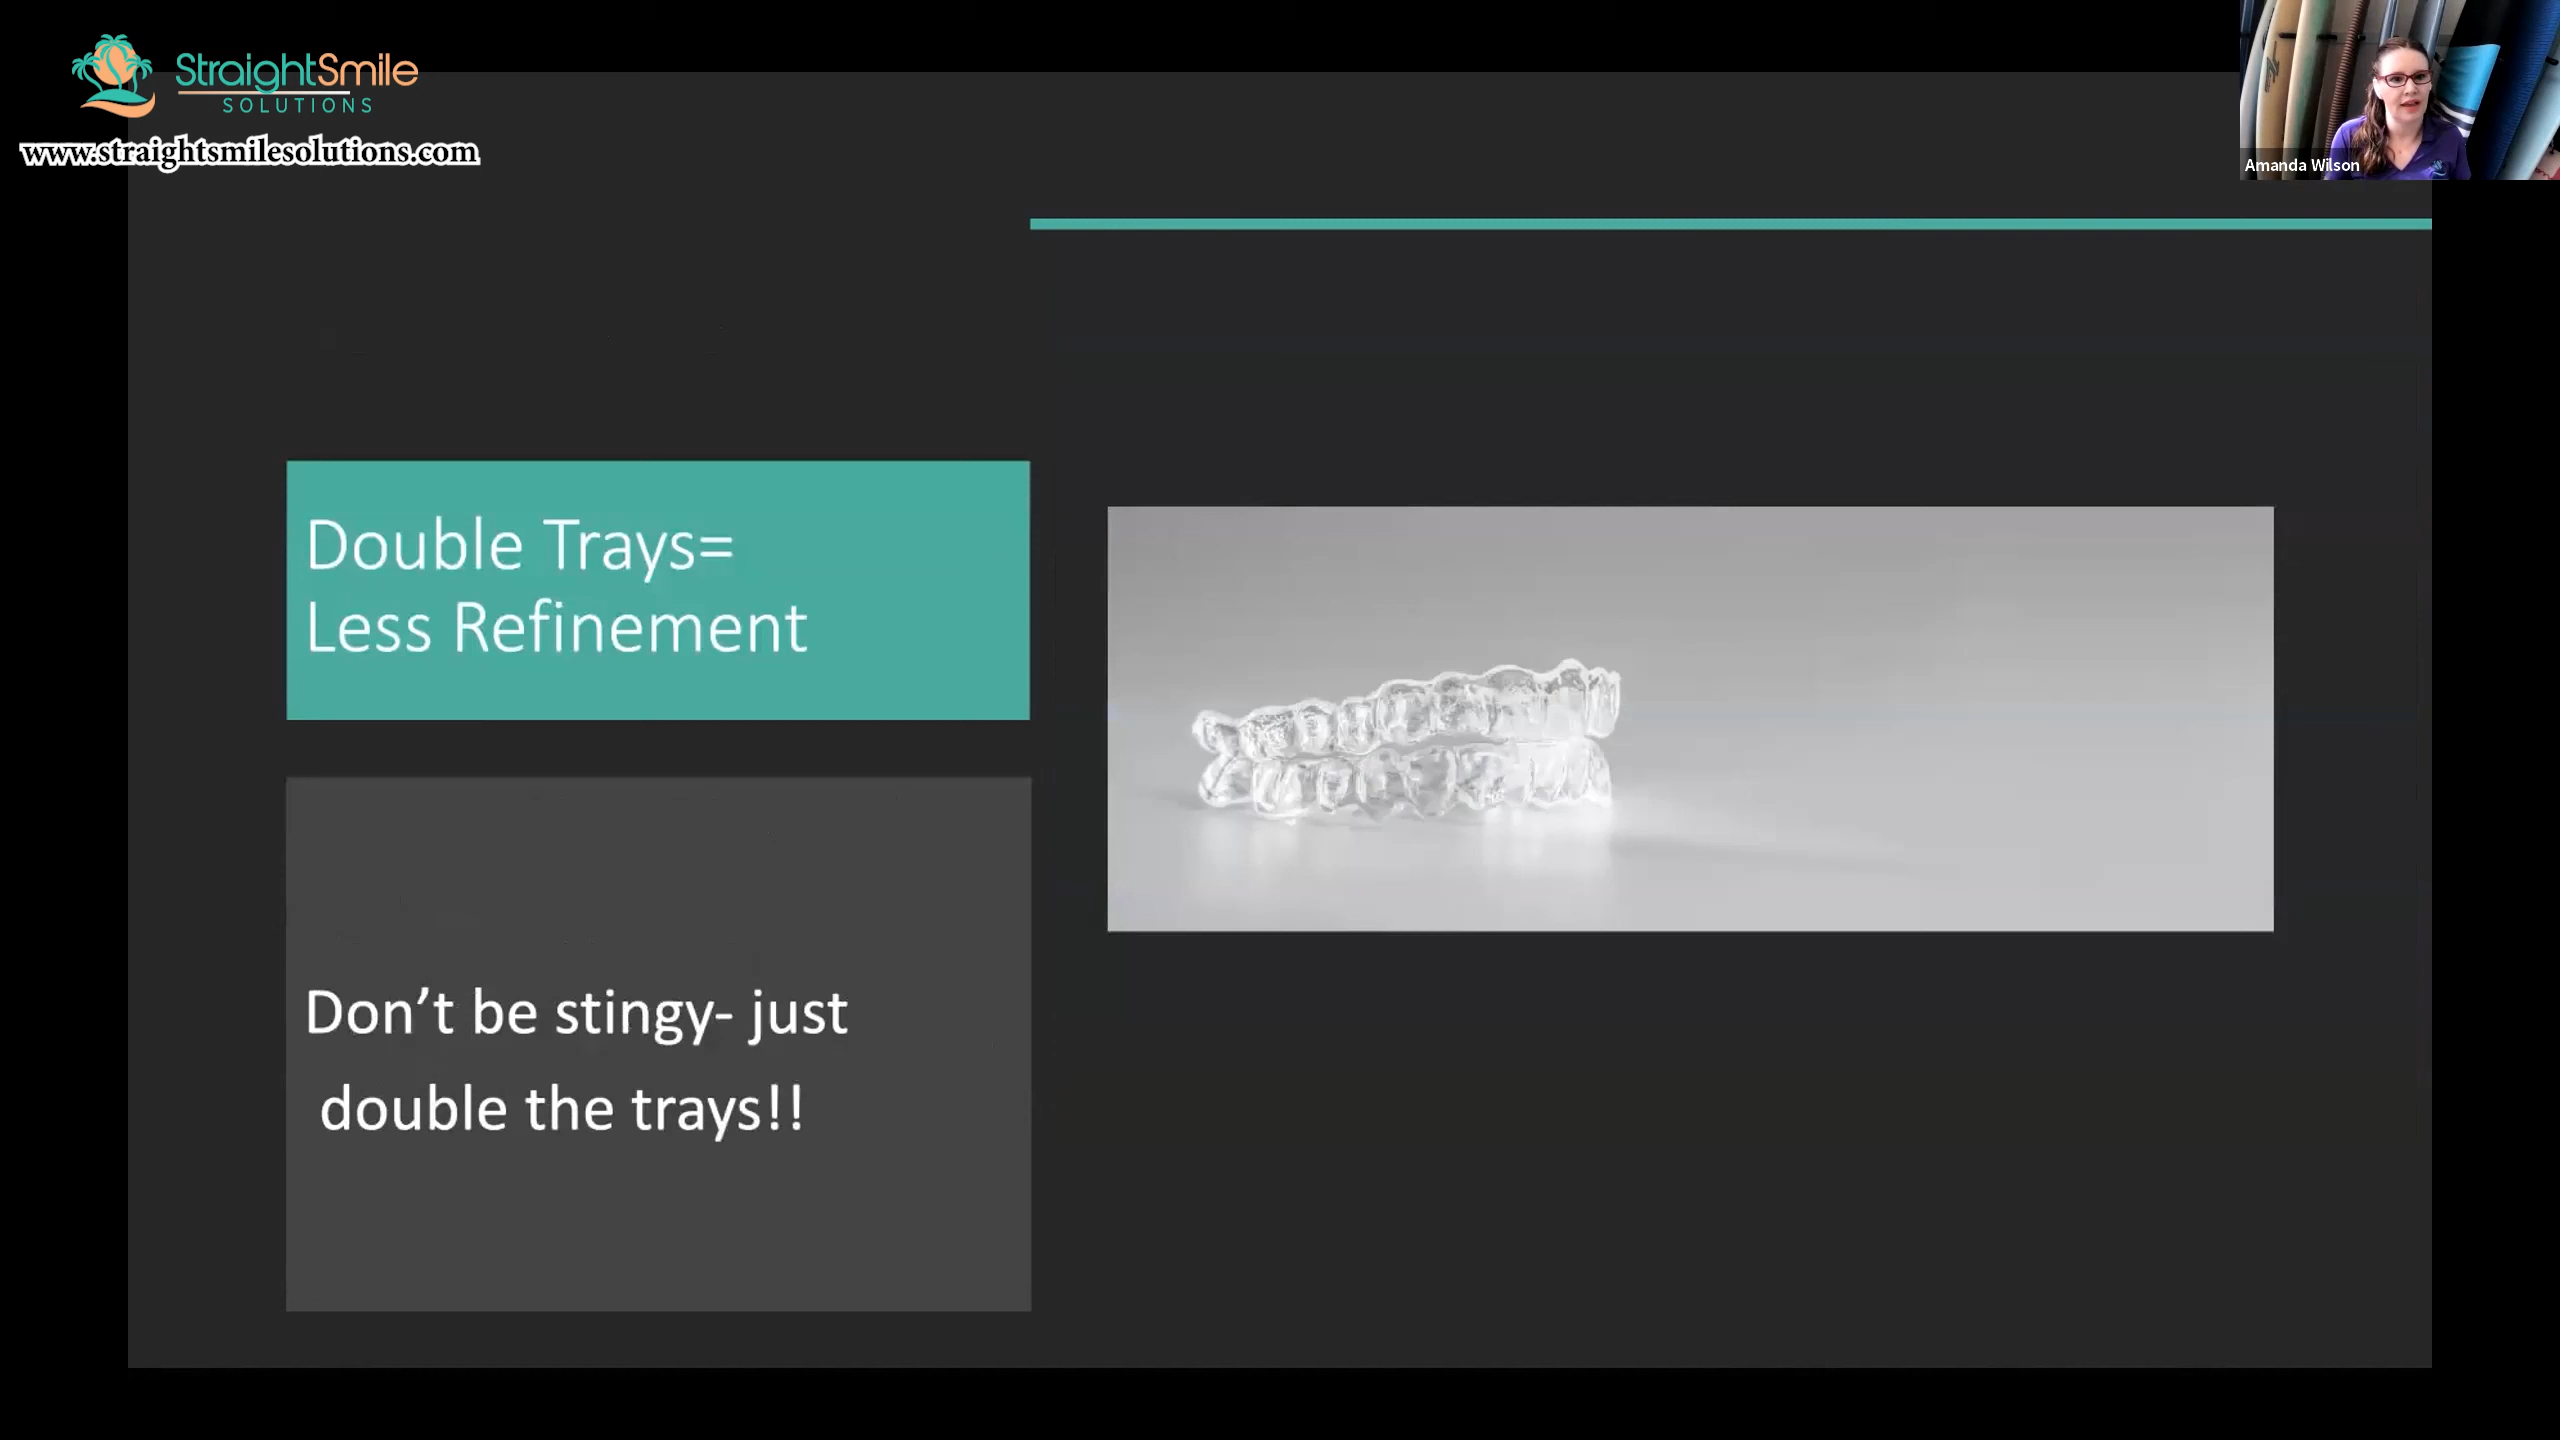 StraightSmile
SOLUTIONS
www.straightsmilesolutions.com
Amanda Wilson
Double Trays=
Less Refinement
Don’t be stingy- just
double the trays!!